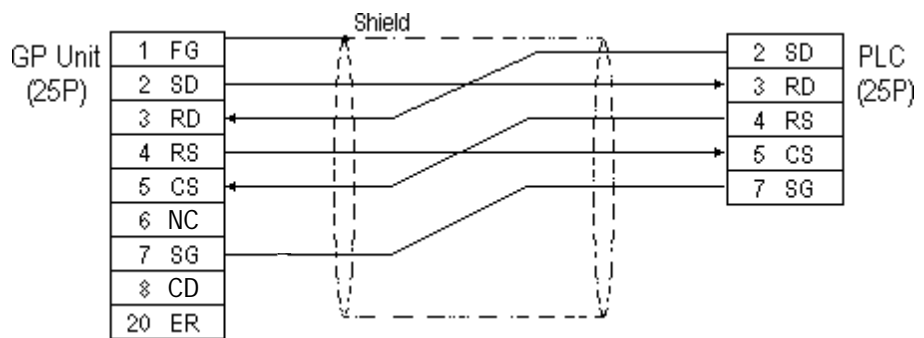 Shield
GP Unit
(25P)
1 FG
2 SD
3 RD
4 RS
5 CS
6 NC
7 SG
8 CD
20 ER
2 SD
3 RD
4 RS
5 CS
7 SG
PLC
(25P)